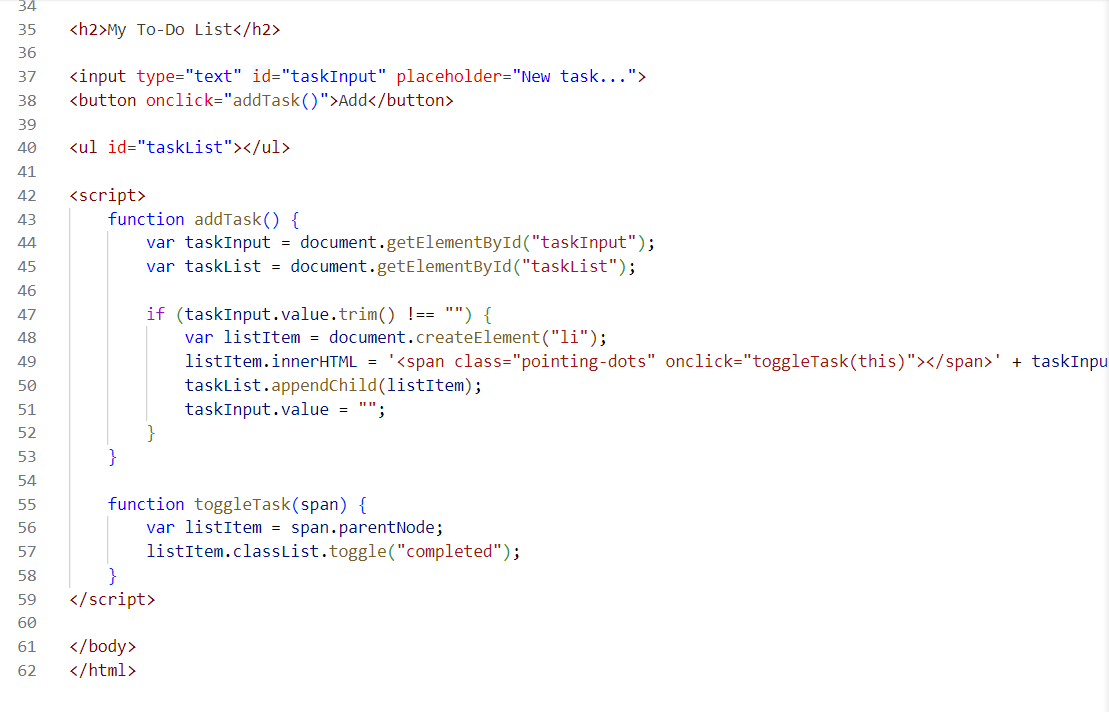 34
35 <h2>My To-Do List</h2>
36
37 <input type="text" id="taskInput" placeholder="New task...">
38 <button onclick="addTask()">Add</button>
39
40 <ul id="taskList"></ul>
41
42 <script>
43     function addTask() {
44         var taskInput = document.getElementById("taskInput");
45         var taskList = document.getElementById("taskList");
46
47         if (taskInput.value.trim() !== "") {
48             var listItem = document.createElement("li");
49             listItem.innerHTML = '<span class="pointing-dots" onclick="toggleTask(this)"></span>' + taskInpu
50             taskList.appendChild(listItem);
51             taskInput.value = "";
52         }
53     }
54
55     function toggleTask(span) {
56         var listItem = span.parentNode;
57         listItem.classList.toggle("completed");
58     }
59 </script>
60
61 </body>
62 </html>